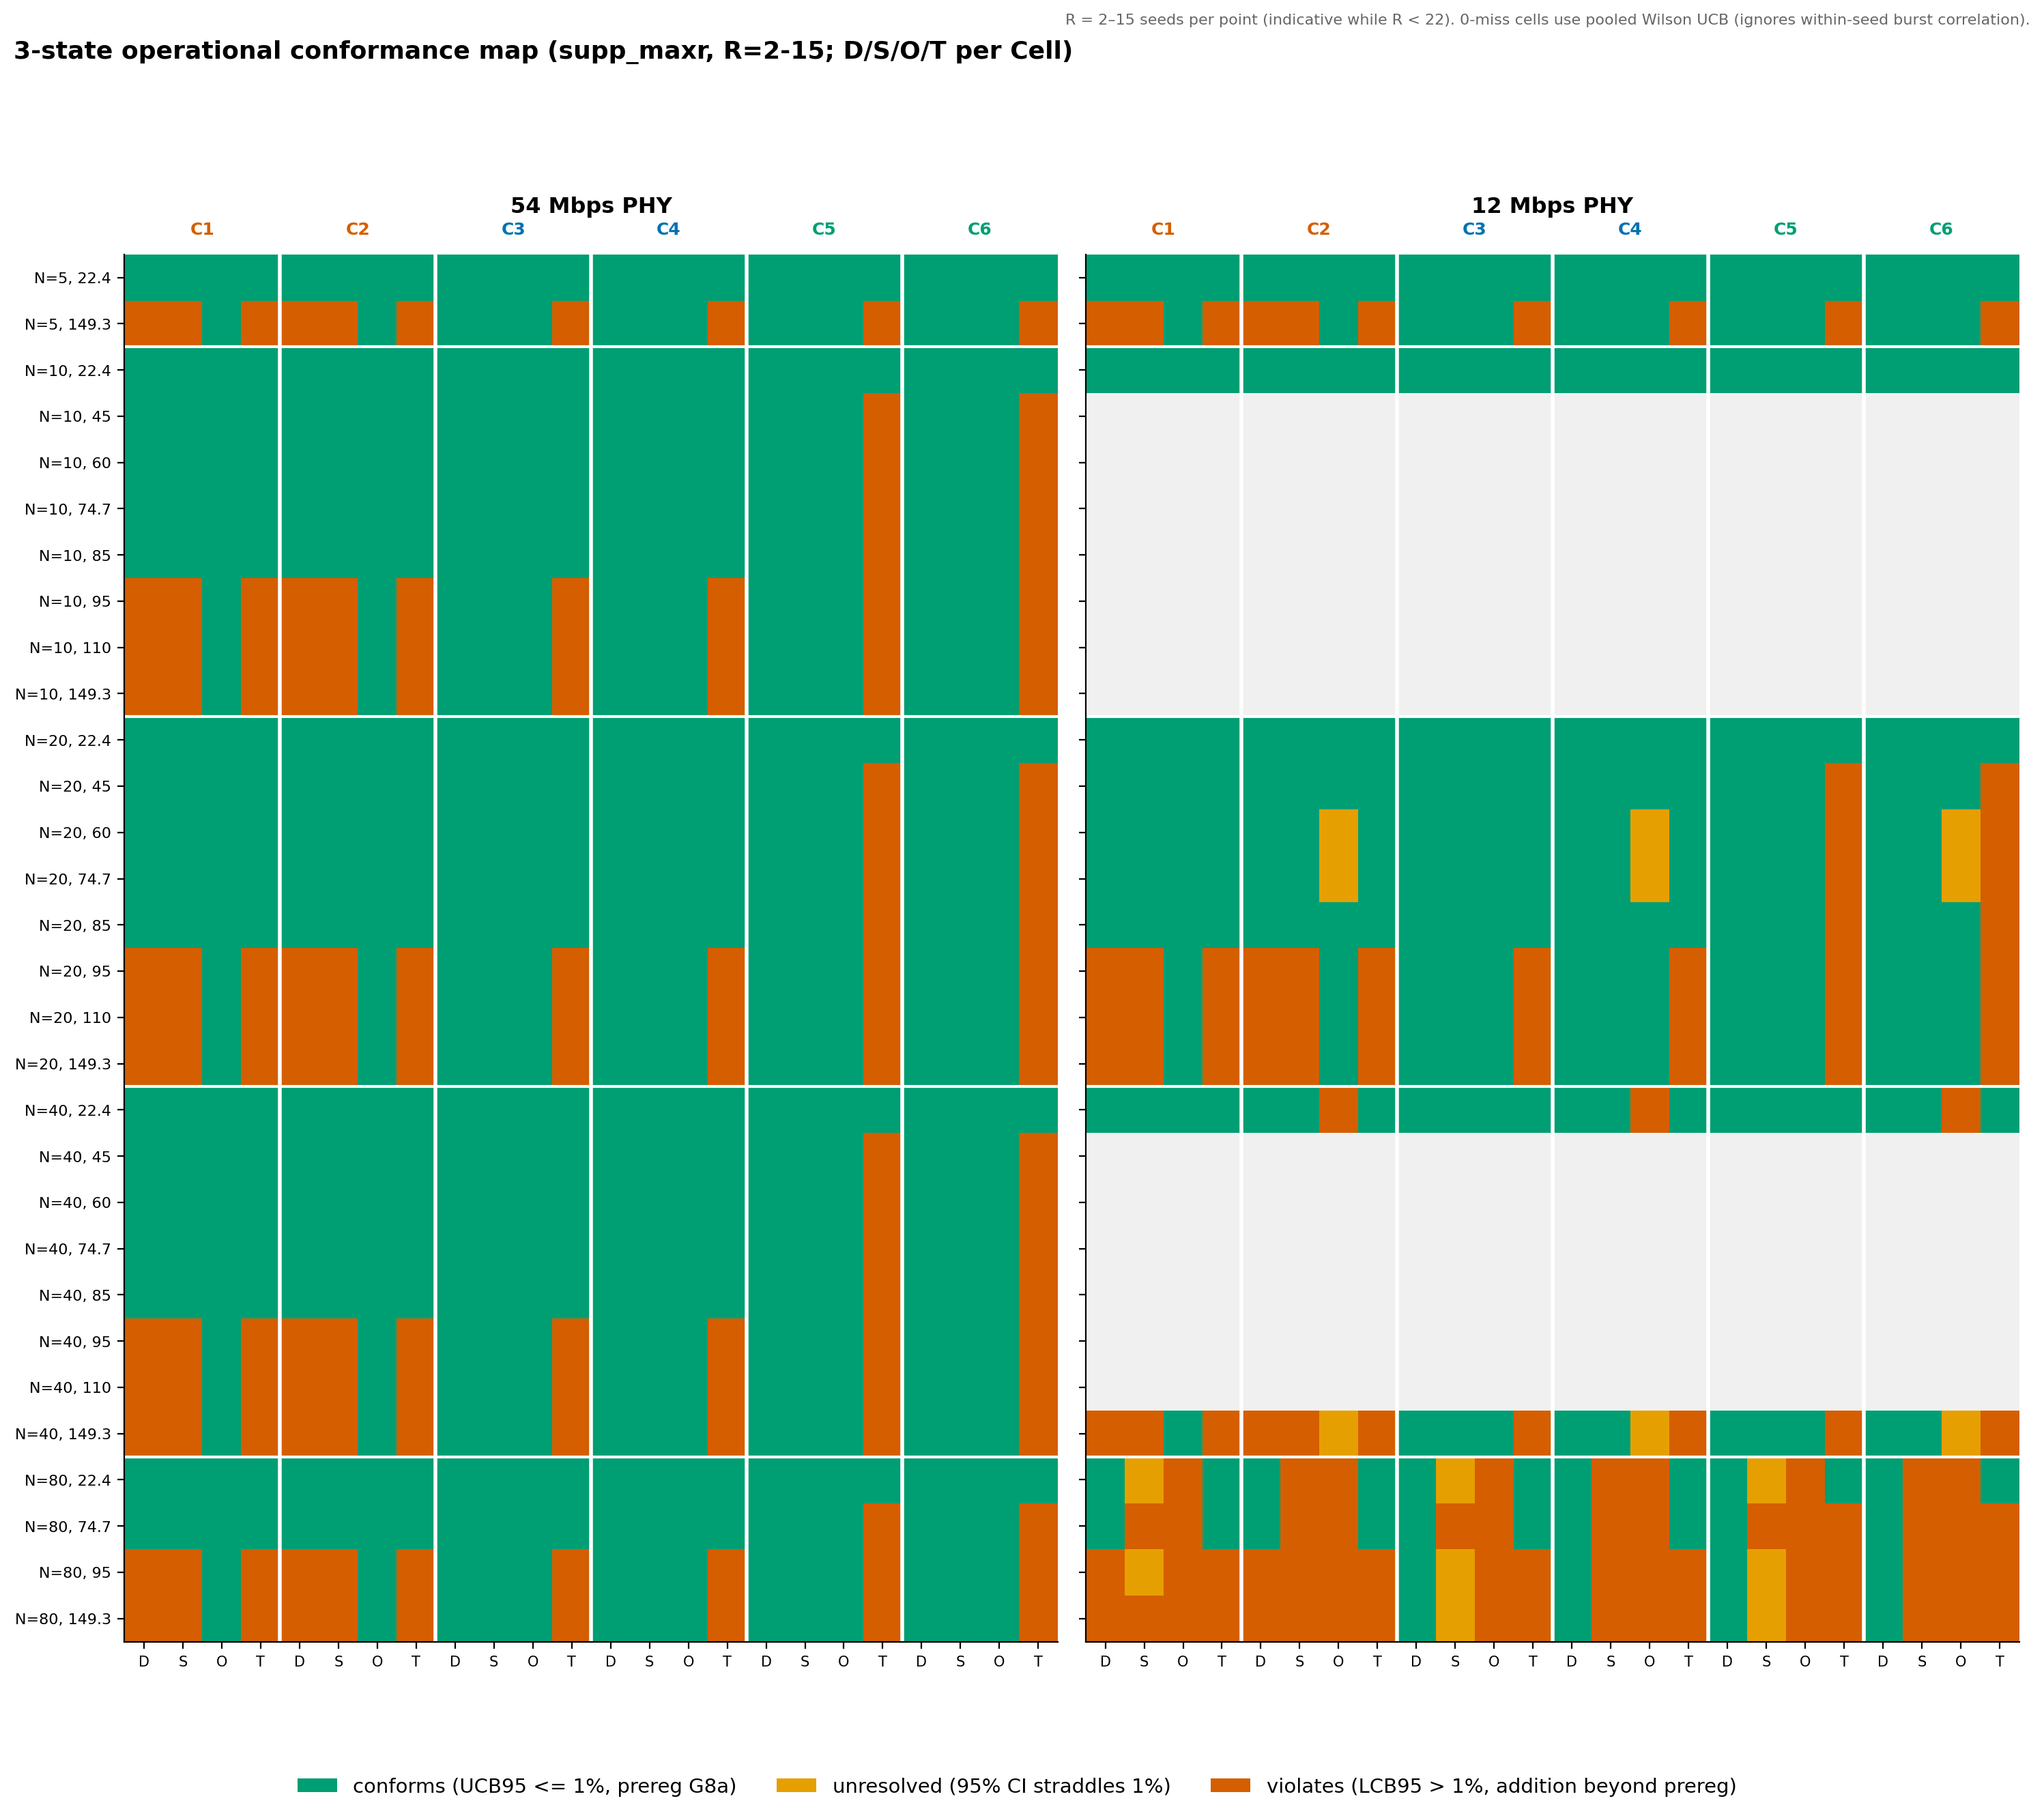 R = 2–15 seeds per point (indicative while R < 22). 0-miss cells use pooled Wilson UCB (ignores within-seed burst correlation).
3-state operational conformance map (supp_maxr, R=2-15; D/S/O/T per Cell)
54 Mbps PHY
12 Mbps PHY
C1 C2 C3 C4 C5 C6
C1 C2 C3 C4 C5 C6
N=5, 22.4
N=5, 149.3
N=10, 22.4
N=10, 45
N=10, 60
N=10, 74.7
N=10, 85
N=10, 95
N=10, 110
N=10, 149.3
N=20, 22.4
N=20, 45
N=20, 60
N=20, 74.7
N=20, 85
N=20, 95
N=20, 110
N=20, 149.3
N=40, 22.4
N=40, 45
N=40, 60
N=40, 74.7
N=40, 85
N=40, 95
N=40, 110
N=40, 149.3
N=80, 22.4
N=80, 74.7
N=80, 95
N=80, 149.3
D S O T D S O T D S O T D S O T D S O T D S O T
D S O T D S O T D S O T D S O T D S O T D S O T
conforms (UCB95 <= 1%, prereg G8a)
unresolved (95% CI straddles 1%)
violates (LCB95 > 1%, addition beyond prereg)